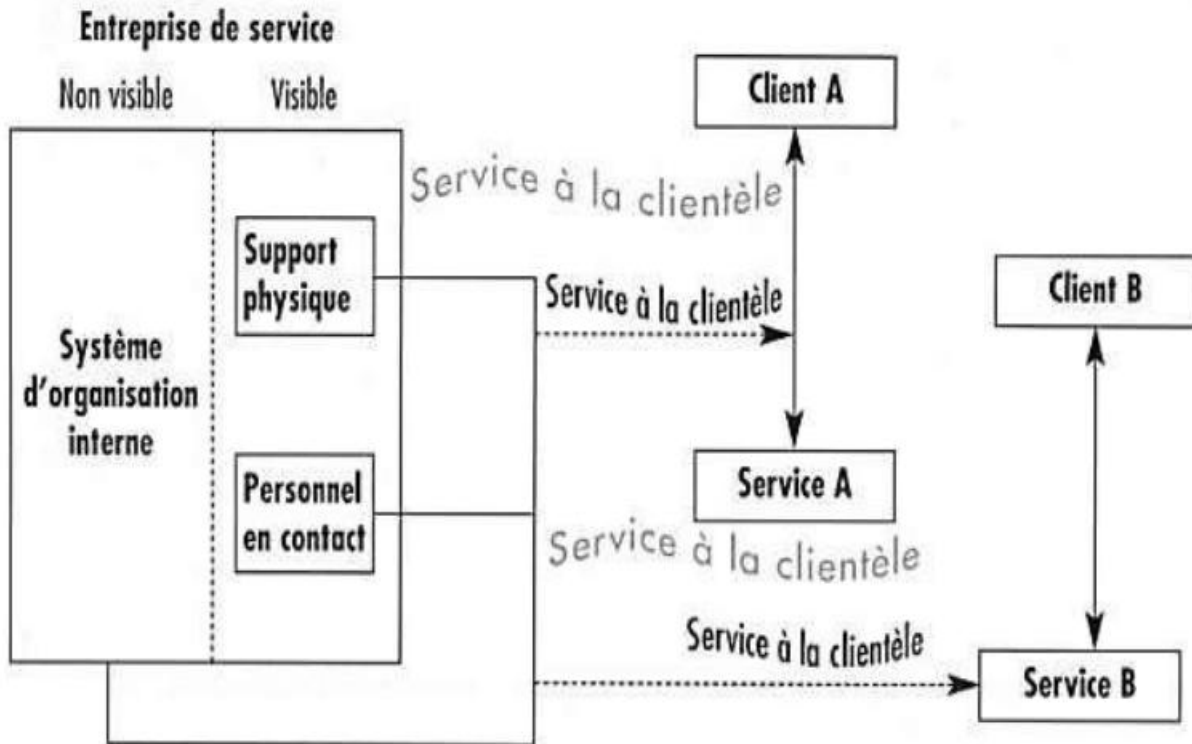 Entreprise de service
Non visible
Visible
Client A
Service à la clientèle
Support
physique
Service à la clientèle
Client B
Système
d'organisation
interne
Service A
Personnel
en contact
Service à la clientèle
Service à la clientèle
Service B